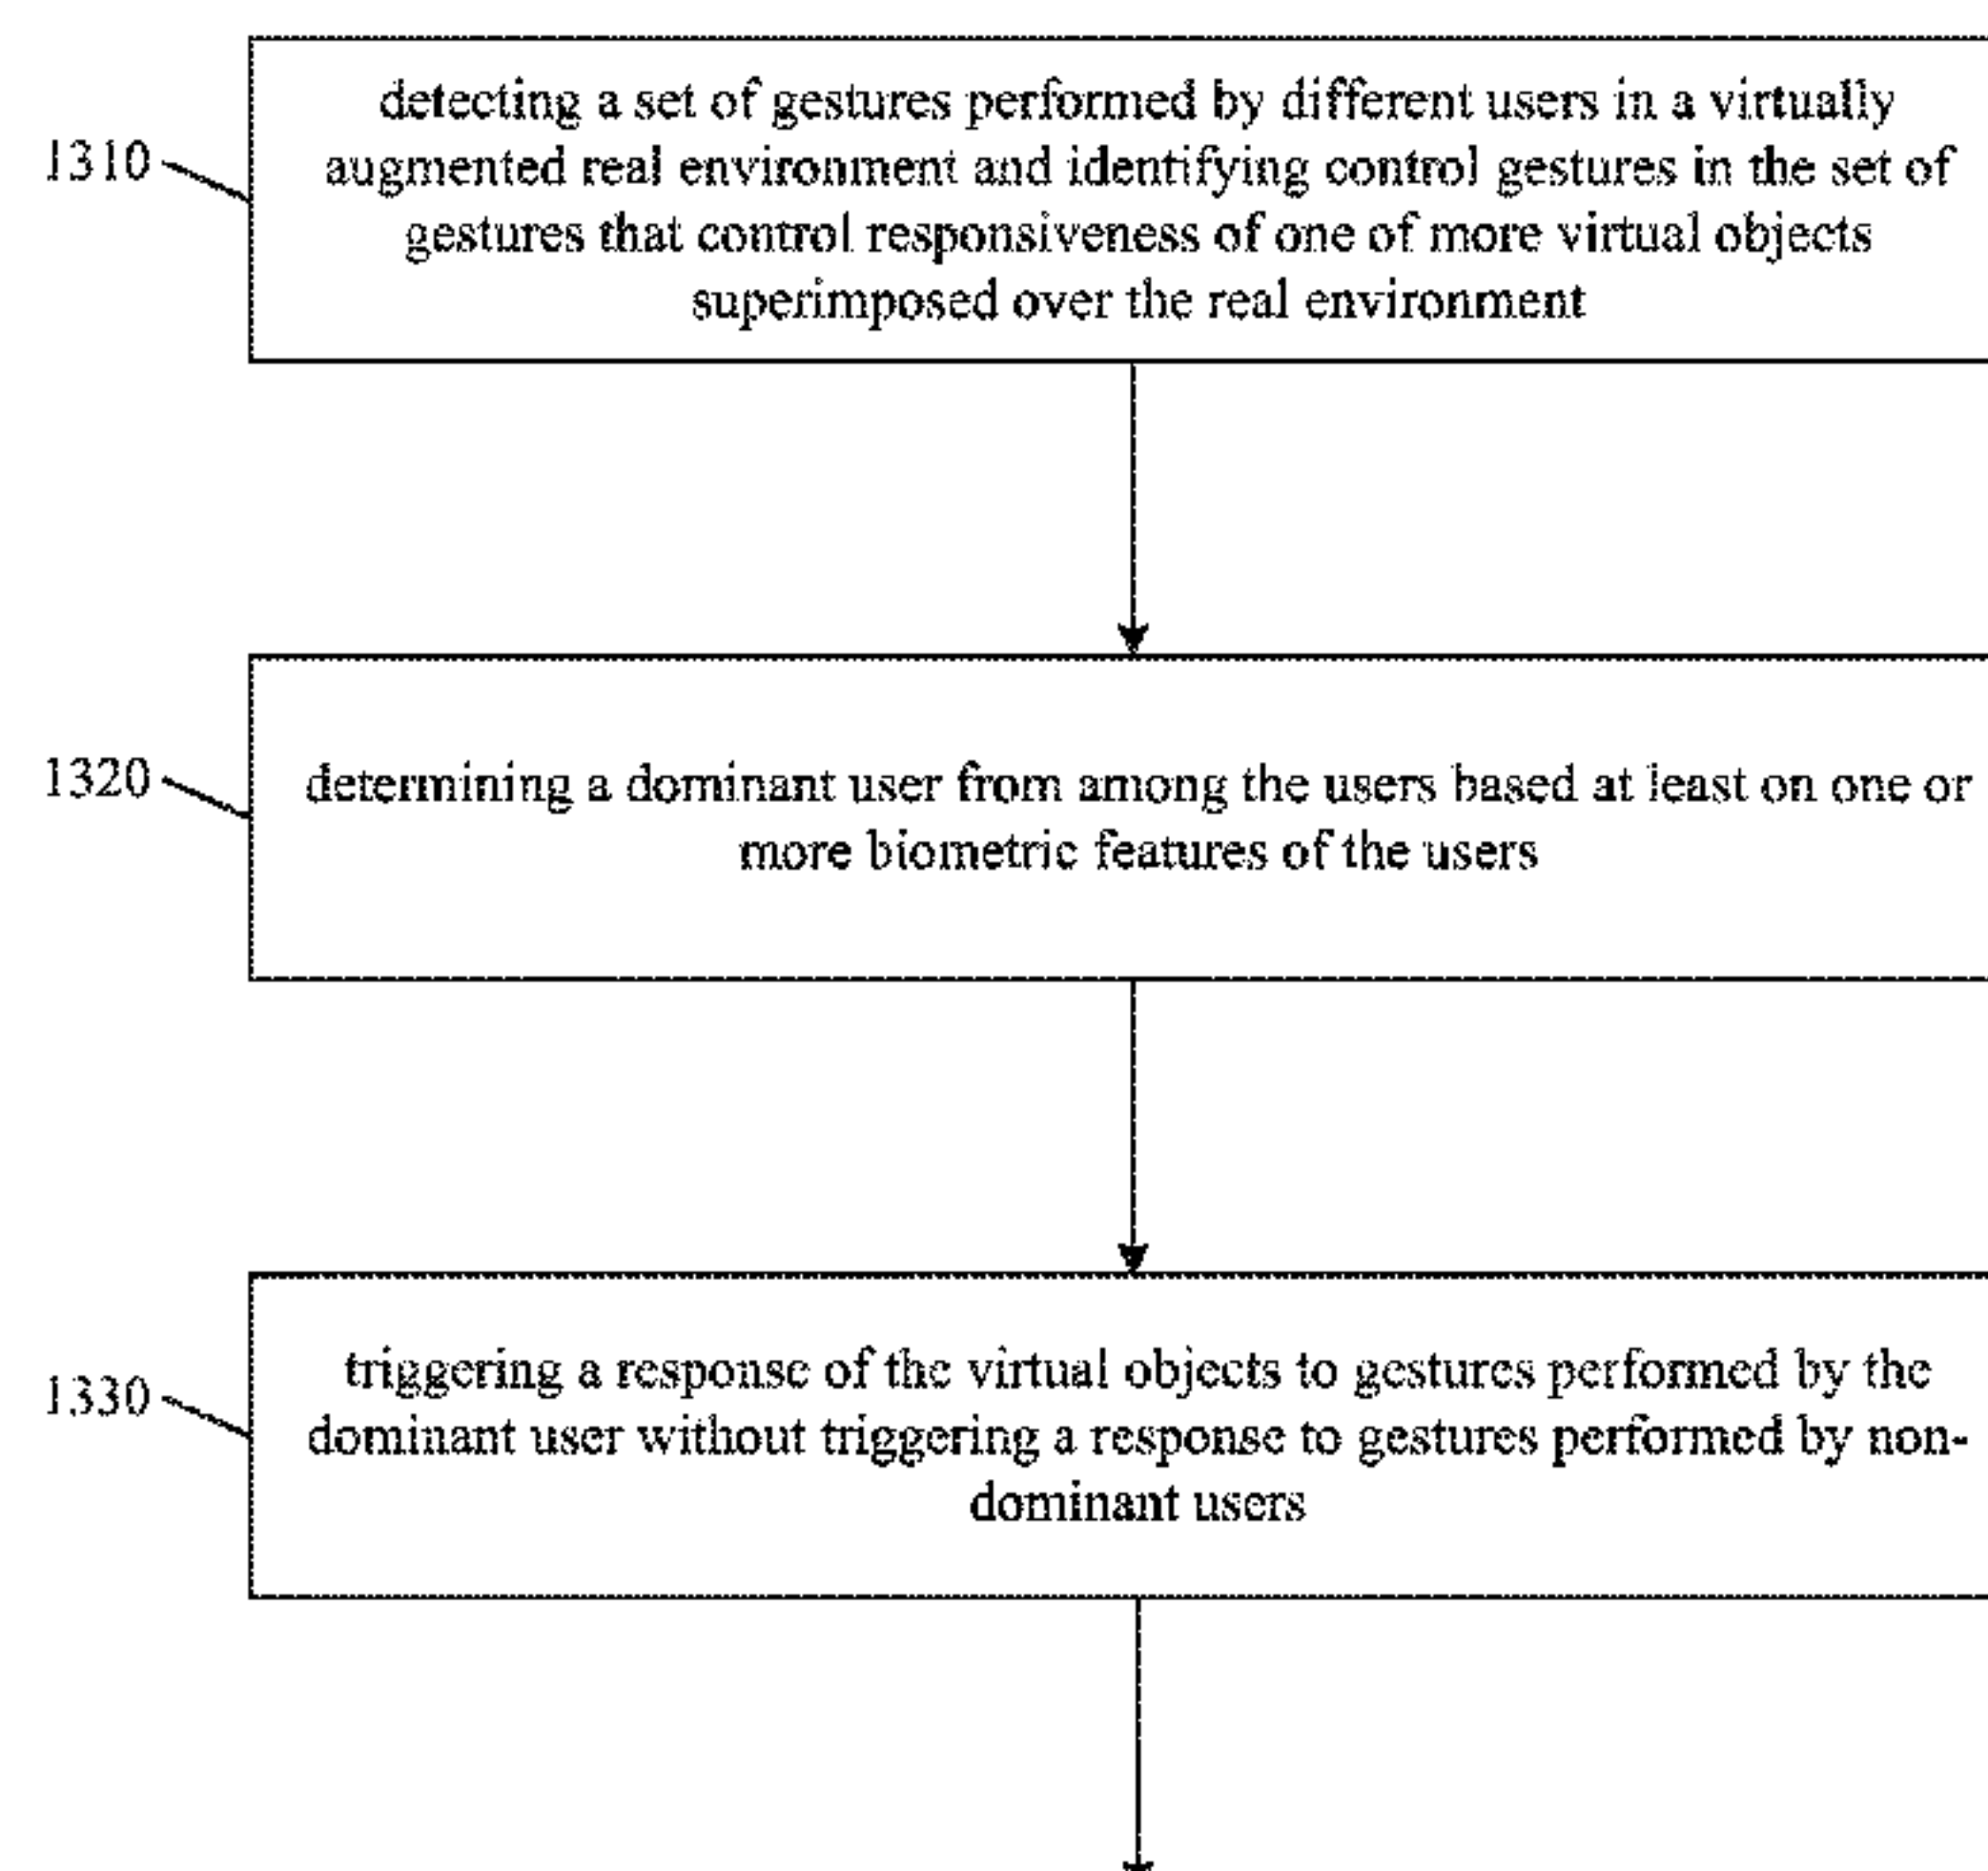 detecting a set of gestures performed by different users in a virtually
1310
augmented real environment and identifying control gestures in the set of
gestures that control responsiveness of one of more virtual objects
superimposed over the real environment
1320
determining a dominant user from among the users based at least on one or
more biometric features of the users
triggering a response of the virtual objects to gestures performed by the
1330
dominant user without triggering a response to gestures performed by non-
dominant users